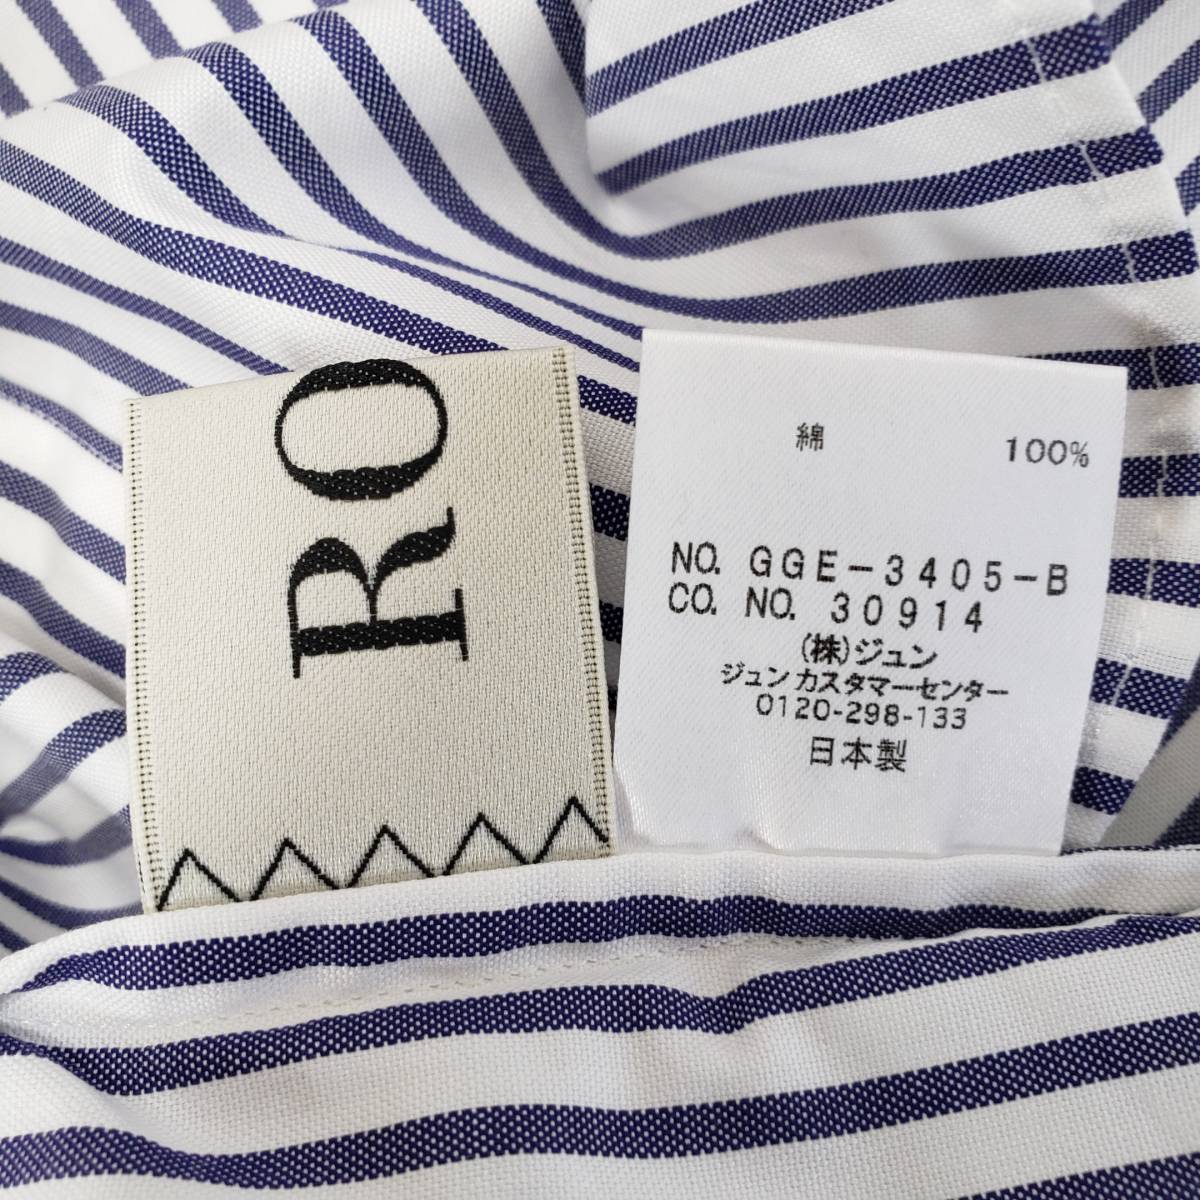 RO
綿 100%
NO. GGE-3405-B
CO. NO. 30914
(株)ジュン
ジュン カスタマーセンター
0120-298-133
日本製